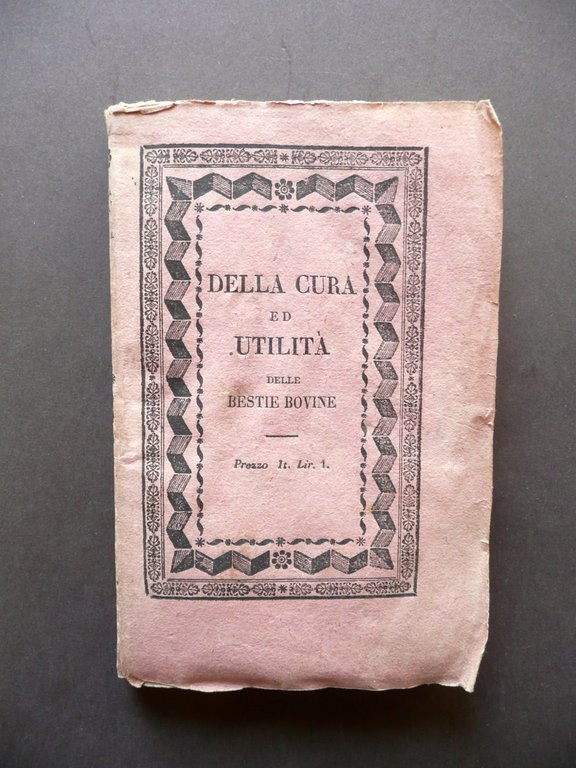 DELLA CURA
ED
UTILITÀ
DELLE
BESTIE BOVINE
Prezzo It. Lir. 1.